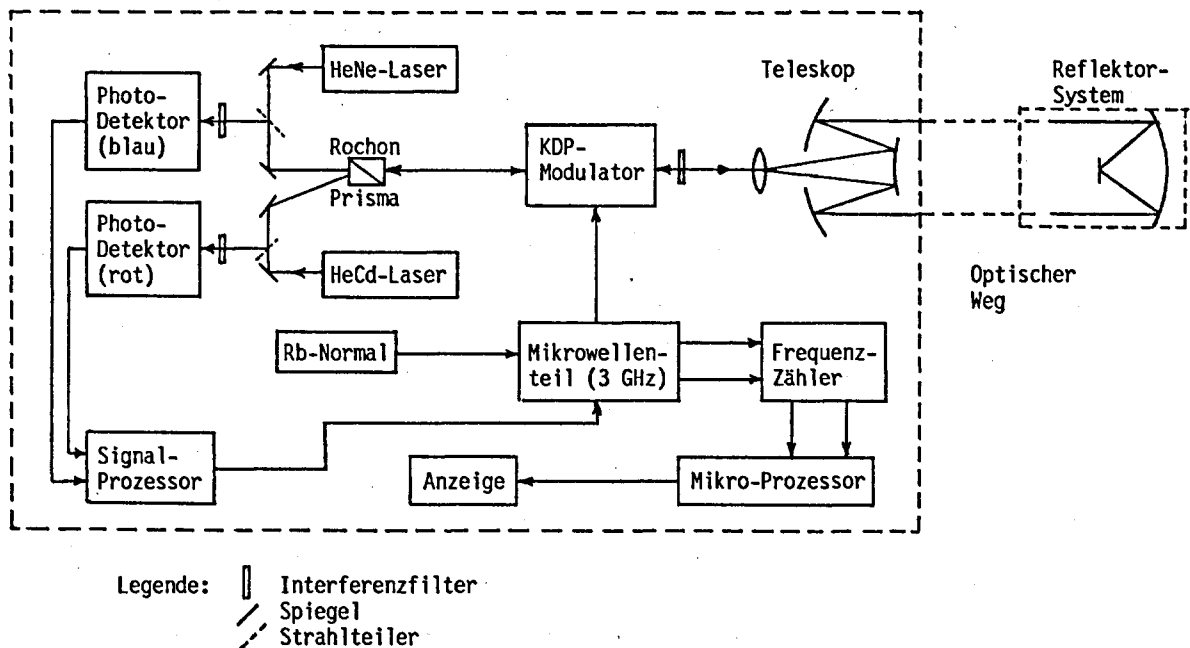 HeNe-Laser
Teleskop
Reflektor-
System
Photo-
Detektor
(blau)
Rochon
Prisma
KDP-
Modulator
Photo-
Detektor
(rot)
HeCd-Laser
Optischer
Weg
Rb-Normal
Mikrowellen-
teil (3 GHz)
Frequenz-
Zähler
Signal-
Prozessor
Anzeige
Mikro-Prozessor
Legende:
Interferenzfilter
Spiegel
Strahlteiler